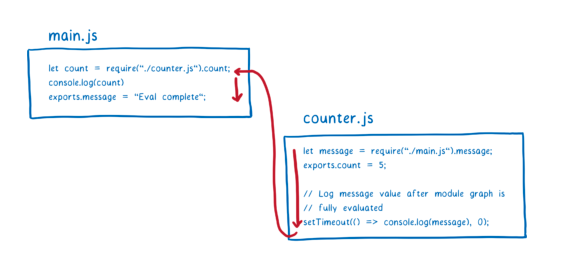 main.js
let count = require("./counter.js").count;
console.log(count)
exports.message = "Eval complete";
counter.js
let message = require("./main.js").message;
exports.count = 5;
// Log message value after module graph is
// fully evaluated
setTimeout(() => console.log(message), 0);